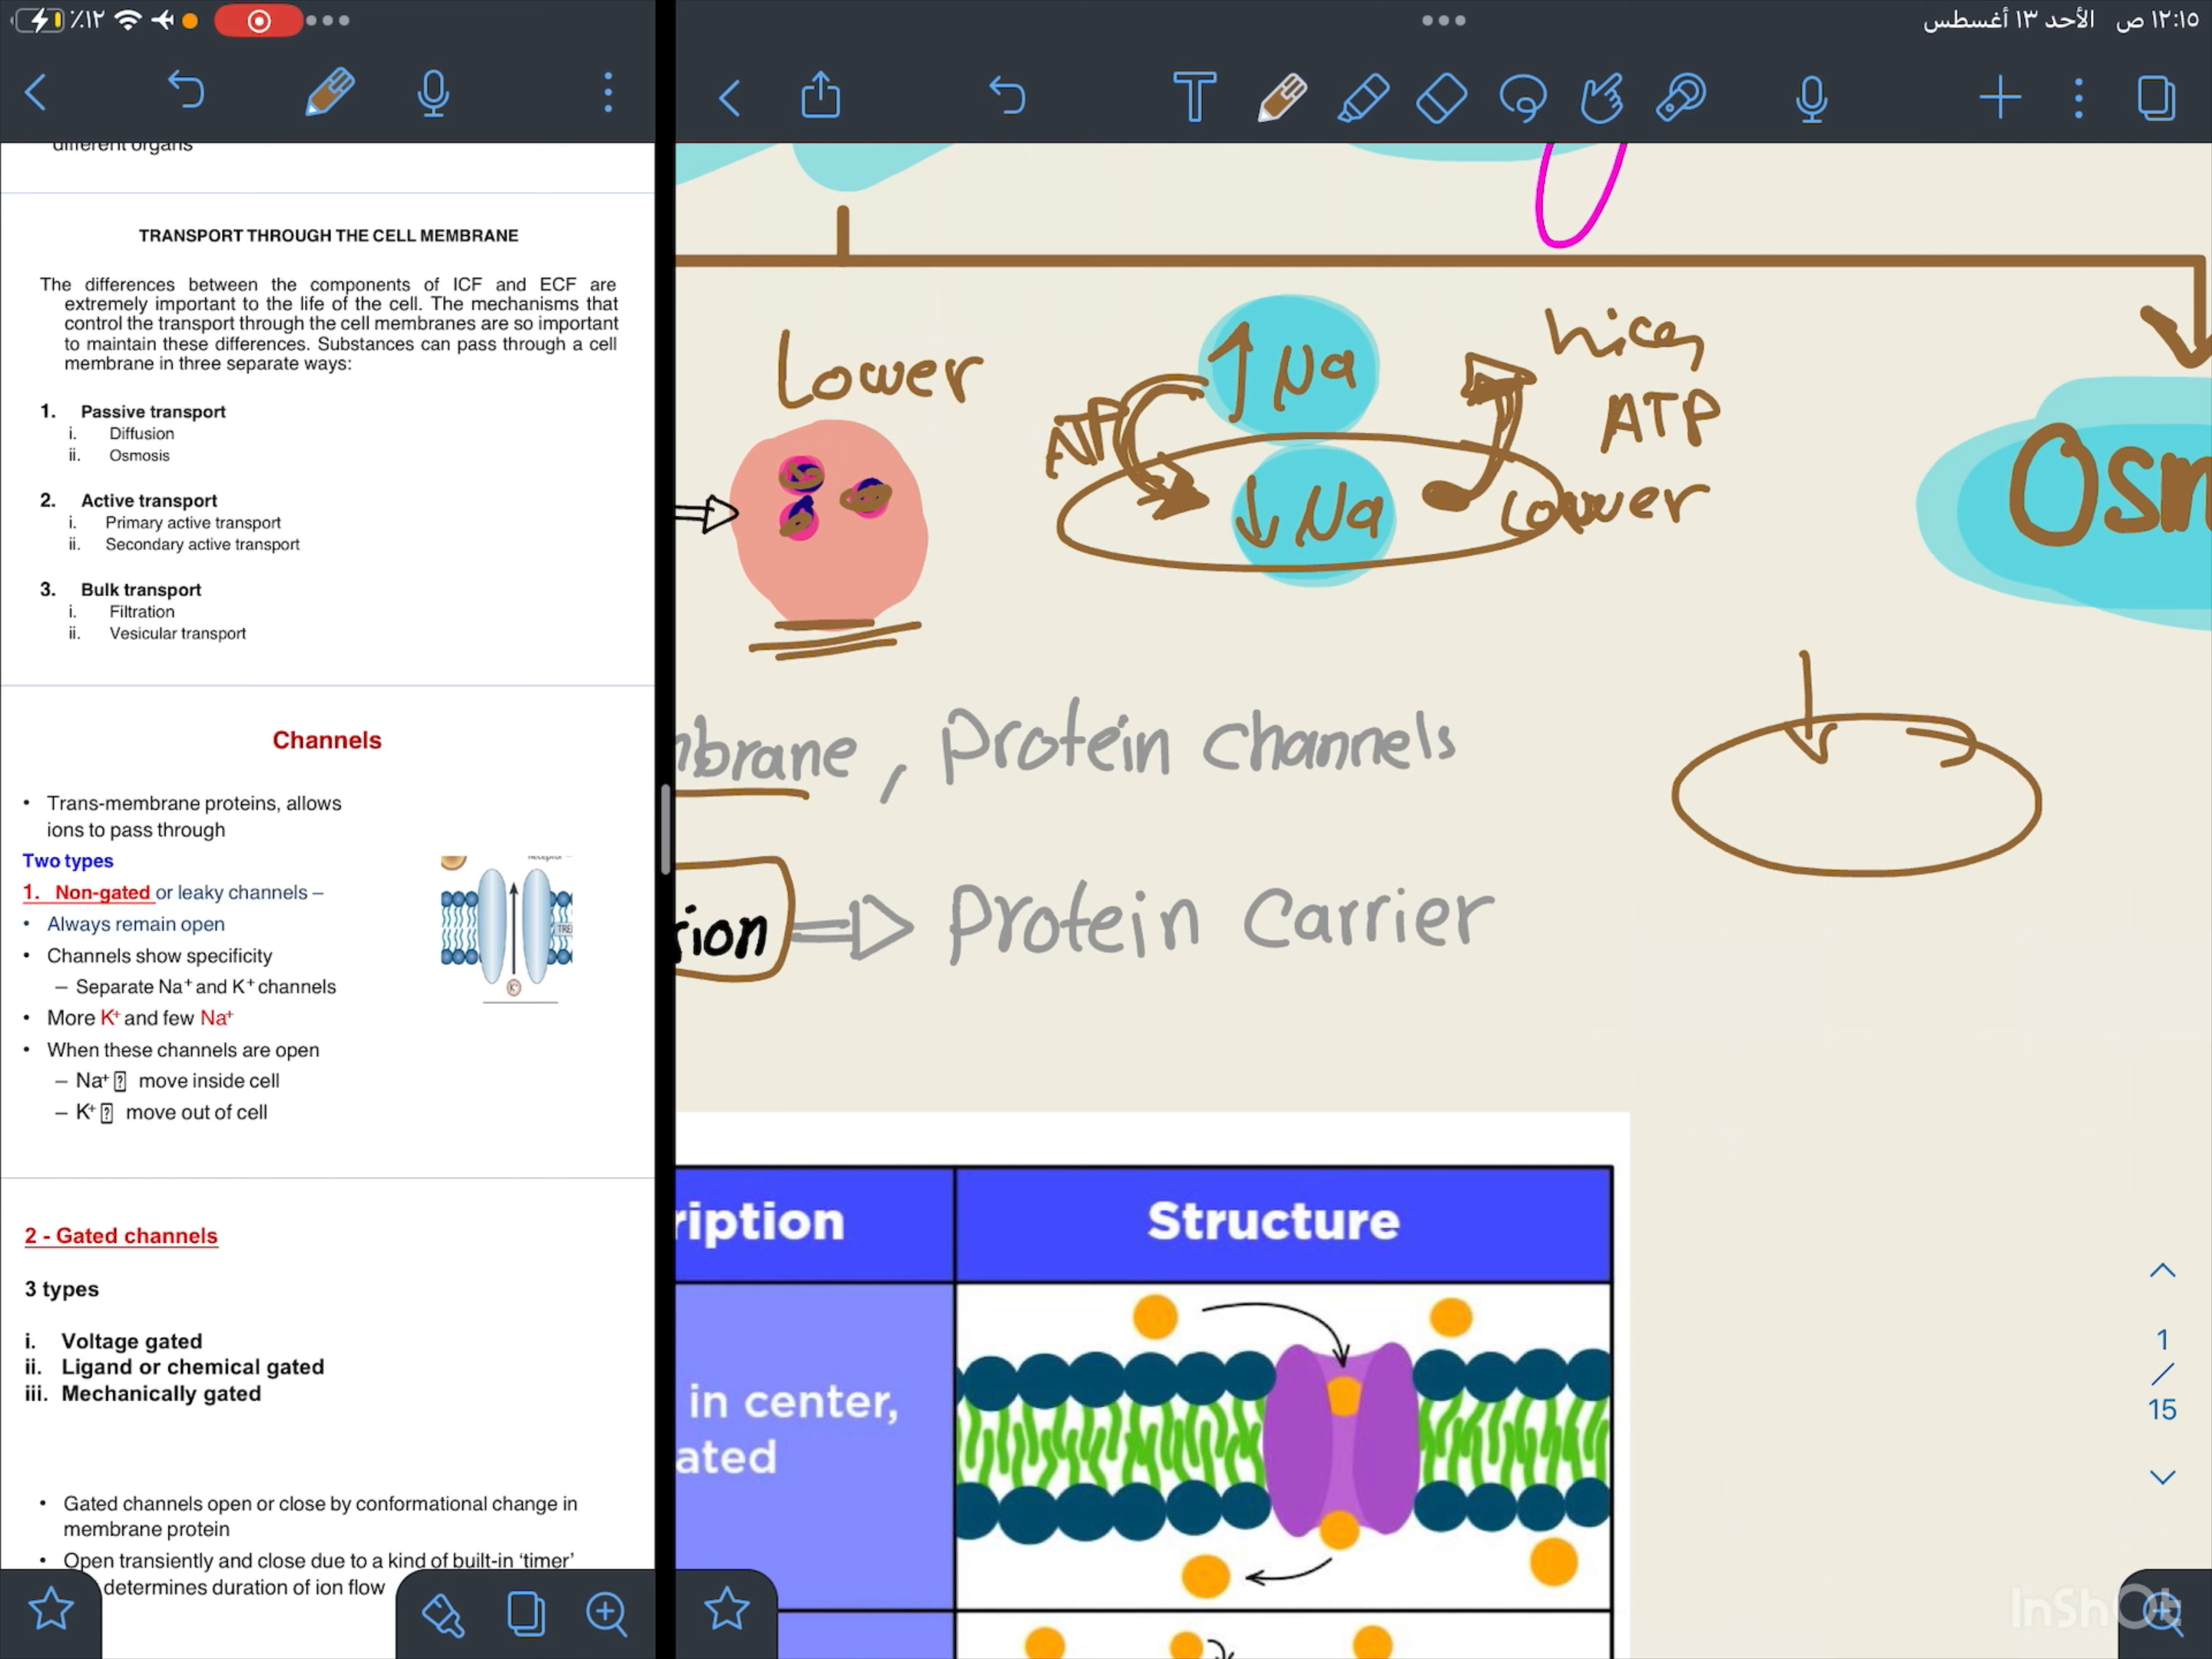 ٪١٢
١٢:١٥ ص الأحد ١٣ أغسطس
different organs
TRANSPORT THROUGH THE CELL MEMBRANE
The differences between the components of ICF and ECF are
extremely important to the life of the cell. The mechanisms that
control the transport through the cell membranes are so important
to maintain these differences. Substances can pass through a cell
membrane in three separate ways:
1. Passive transport
i. Diffusion
ii. Osmosis
2. Active transport
i. Primary active transport
ii. Secondary active transport
3. Bulk transport
i. Filtration
ii. Vesicular transport
Channels
• Trans-membrane proteins, allows
ions to pass through
Two types
1. Non-gated or leaky channels –
• Always remain open
• Channels show specificity
– Separate Na⁺ and K⁺ channels
• More K⁺ and few Na⁺
• When these channels are open
– Na⁺ move inside cell
– K⁺ move out of cell
K⁺
2 - Gated channels
3 types
i. Voltage gated
ii. Ligand or chemical gated
iii. Mechanically gated
• Gated channels open or close by conformational change in
membrane protein
• Open transiently and close due to a kind of built-in ‘timer’
determines duration of ion flow
Lower
↑ Na
ATP
ATP
↓ Na
Lower
Osm
brane, Protein channels
ion ⇒ Protein Carrier
ription
Structure
in center,
ated
1
/
15
InShOt